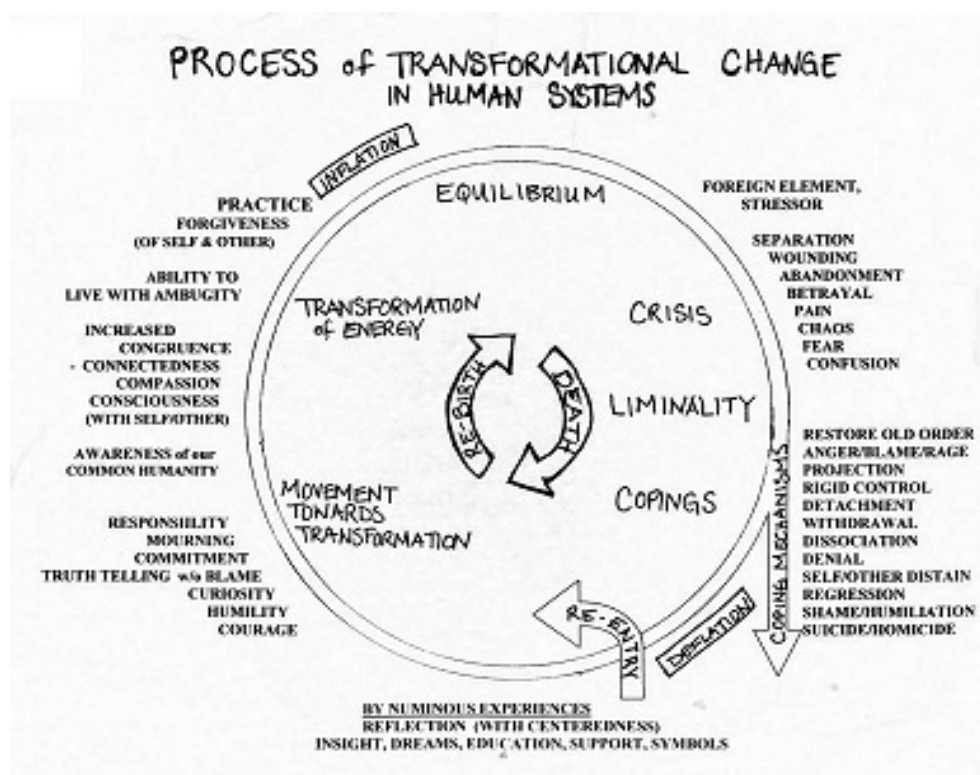 PROCESS of TRANSFORMATIONAL CHANGE
IN HUMAN SYSTEMS
INFLATION
EQUILIBRIUM
FOREIGN ELEMENT,
STRESSOR
SEPARATION
WOUNDING
ABANDONMENT
BETRAYAL
PAIN
CHAOS
FEAR
CONFUSION
CRISIS
LIMINALITY
COPINGS
RESTORE OLD ORDER
ANGER/BLAME/RAGE
PROJECTION
RIGID CONTROL
DETACHMENT
WITHDRAWAL
DISSOCIATION
DENIAL
SELF/OTHER DISTAIN
REGRESSION
SHAME/HUMILIATION
SUICIDE/HOMICIDE
COPING MECHANISMS
DEFLATION
RE-ENTRY
BY NUMINOUS EXPERIENCES
REFLECTION (WITH CENTEREDNESS)
INSIGHT, DREAMS, EDUCATION, SUPPORT, SYMBOLS
DEATH
RE-BIRTH
MOVEMENT
TOWARDS
TRANSFORMATION
TRANSFORMATION
of ENERGY
PRACTICE
FORGIVENESS
(OF SELF & OTHER)
ABILITY TO
LIVE WITH AMBUGITY
INCREASED
CONGRUENCE
- CONNECTEDNESS
COMPASSION
CONSCIOUSNESS
(WITH SELF/OTHER)
AWARENESS of our
COMMON HUMANITY
RESPONSIILITY
MOURNING
COMMITMENT
TRUTH TELLING w/o BLAME
CURIOSITY
HUMILITY
COURAGE